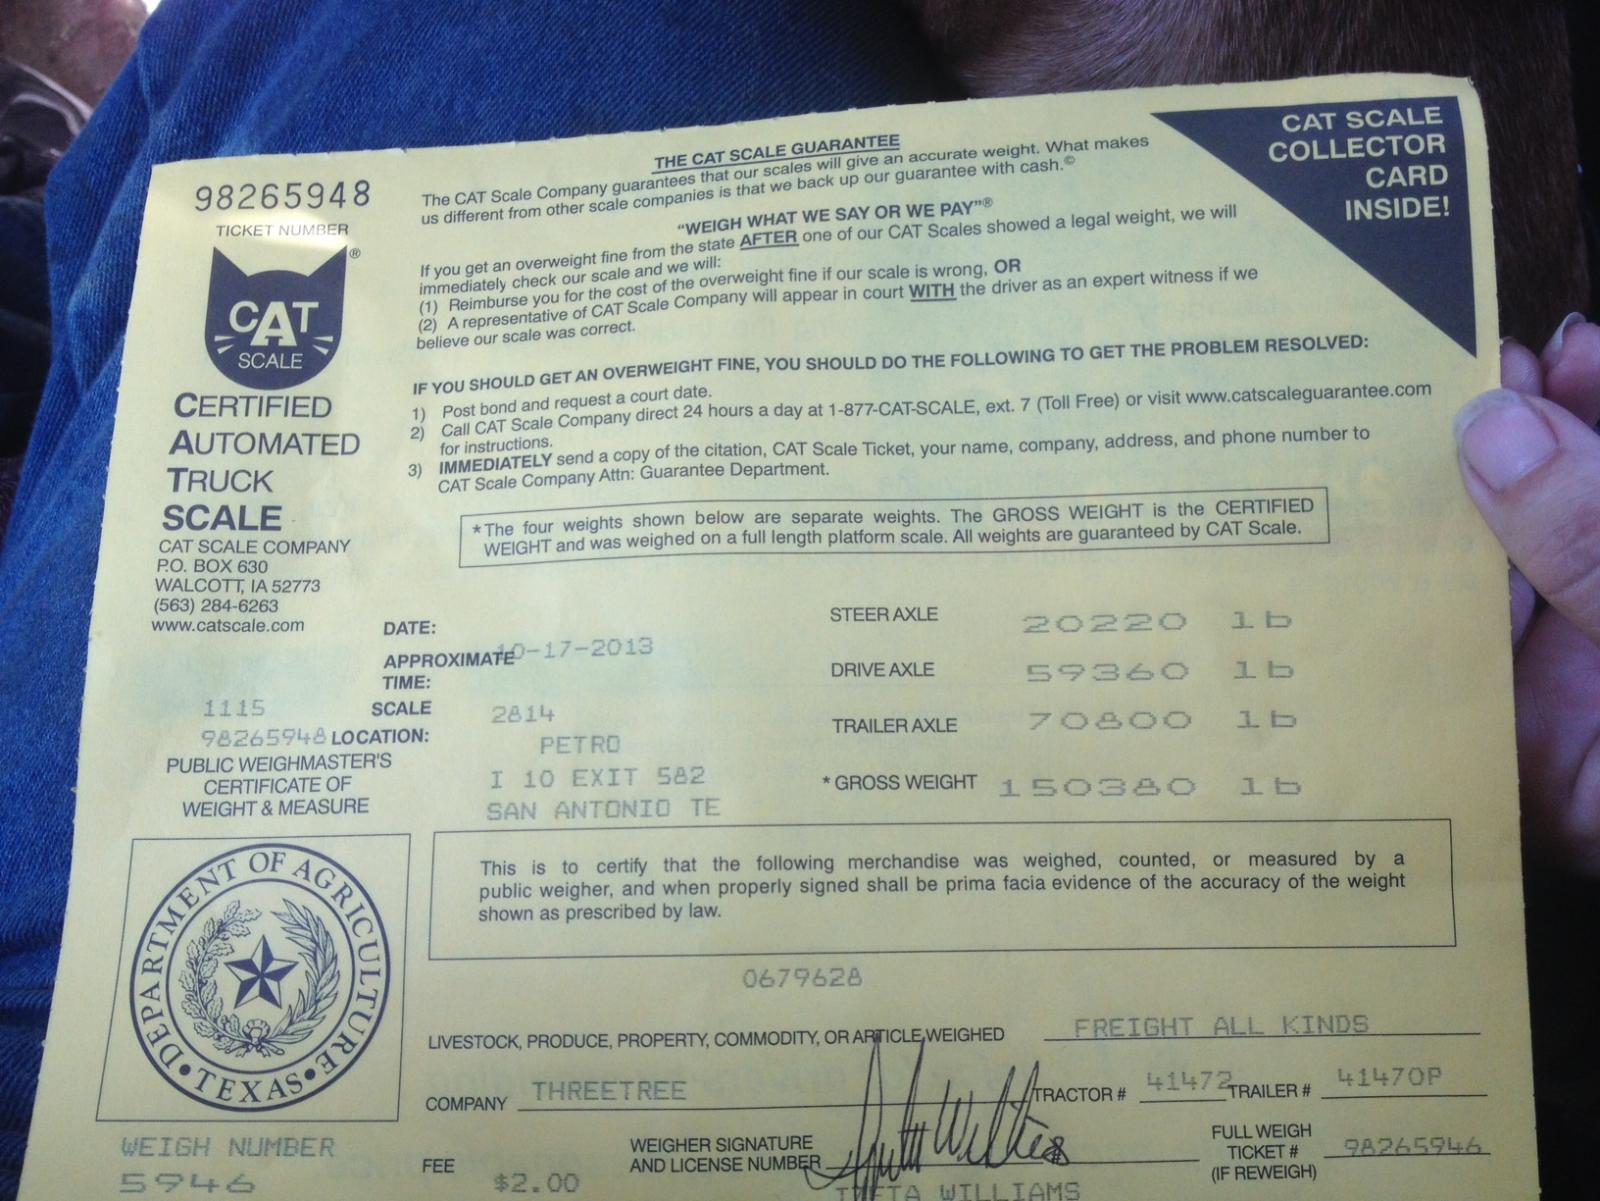 CAT SCALE
COLLECTOR
CARD
INSIDE!
98265948
TICKET NUMBER
CAT
SCALE
®
CERTIFIED
AUTOMATED
TRUCK
SCALE
CAT SCALE COMPANY
P.O. BOX 630
WALCOTT, IA 52773
(563) 284-6263
www.catscale.com
THE CAT SCALE GUARANTEE
The CAT Scale Company guarantees that our scales will give an accurate weight. What makes
us different from other scale companies is that we back up our guarantee with cash.©
“WEIGH WHAT WE SAY OR WE PAY”®
If you get an overweight fine from the state AFTER one of our CAT Scales showed a legal weight, we will
immediately check our scale and we will:
(1) Reimburse you for the cost of the overweight fine if our scale is wrong, OR
(2) A representative of CAT Scale Company will appear in court WITH the driver as an expert witness if we
believe our scale was correct.
IF YOU SHOULD GET AN OVERWEIGHT FINE, YOU SHOULD DO THE FOLLOWING TO GET THE PROBLEM RESOLVED:
1) Post bond and request a court date.
2) Call CAT Scale Company direct 24 hours a day at 1-877-CAT-SCALE, ext. 7 (Toll Free) or visit www.catscaleguarantee.com
for instructions.
3) IMMEDIATELY send a copy of the citation, CAT Scale Ticket, your name, company, address, and phone number to
CAT Scale Company Attn: Guarantee Department.
*The four weights shown below are separate weights. The GROSS WEIGHT is the CERTIFIED
WEIGHT and was weighed on a full length platform scale. All weights are guaranteed by CAT Scale.
DATE:
10-17-2013
APPROXIMATE
TIME:
1115
SCALE 2814
98265948 LOCATION:
PETRO
I 10 EXIT 582
SAN ANTONIO TE
STEER AXLE 20220 lb
DRIVE AXLE 59360 lb
TRAILER AXLE 70800 lb
* GROSS WEIGHT 150380 lb
PUBLIC WEIGHMASTER'S
CERTIFICATE OF
WEIGHT & MEASURE
DEPARTMENT OF AGRICULTURE
• TEXAS •
This is to certify that the following merchandise was weighed, counted, or measured by a
public weigher, and when properly signed shall be prima facia evidence of the accuracy of the weight
shown as prescribed by law.
0679628
LIVESTOCK, PRODUCE, PROPERTY, COMMODITY, OR ARTICLE WEIGHED FREIGHT ALL KINDS
COMPANY THREETREE TRACTOR # 41472 TRAILER # 41470P
WEIGH NUMBER
5946
FEE $2.00
WEIGHER SIGNATURE
AND LICENSE NUMBER
WILLIAMS
FULL WEIGH
TICKET # 98265946
(IF REWEIGH)